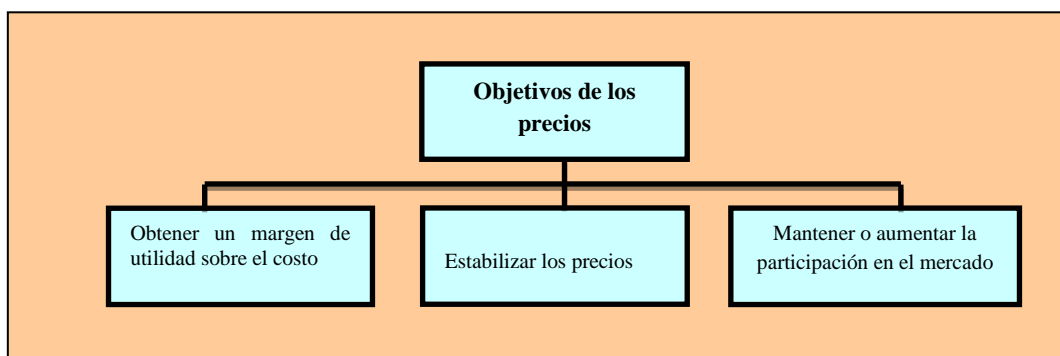 Objetivos de los
precios
Obtener un margen de
utilidad sobre el costo
Estabilizar los precios
Mantener o aumentar la
participación en el mercado